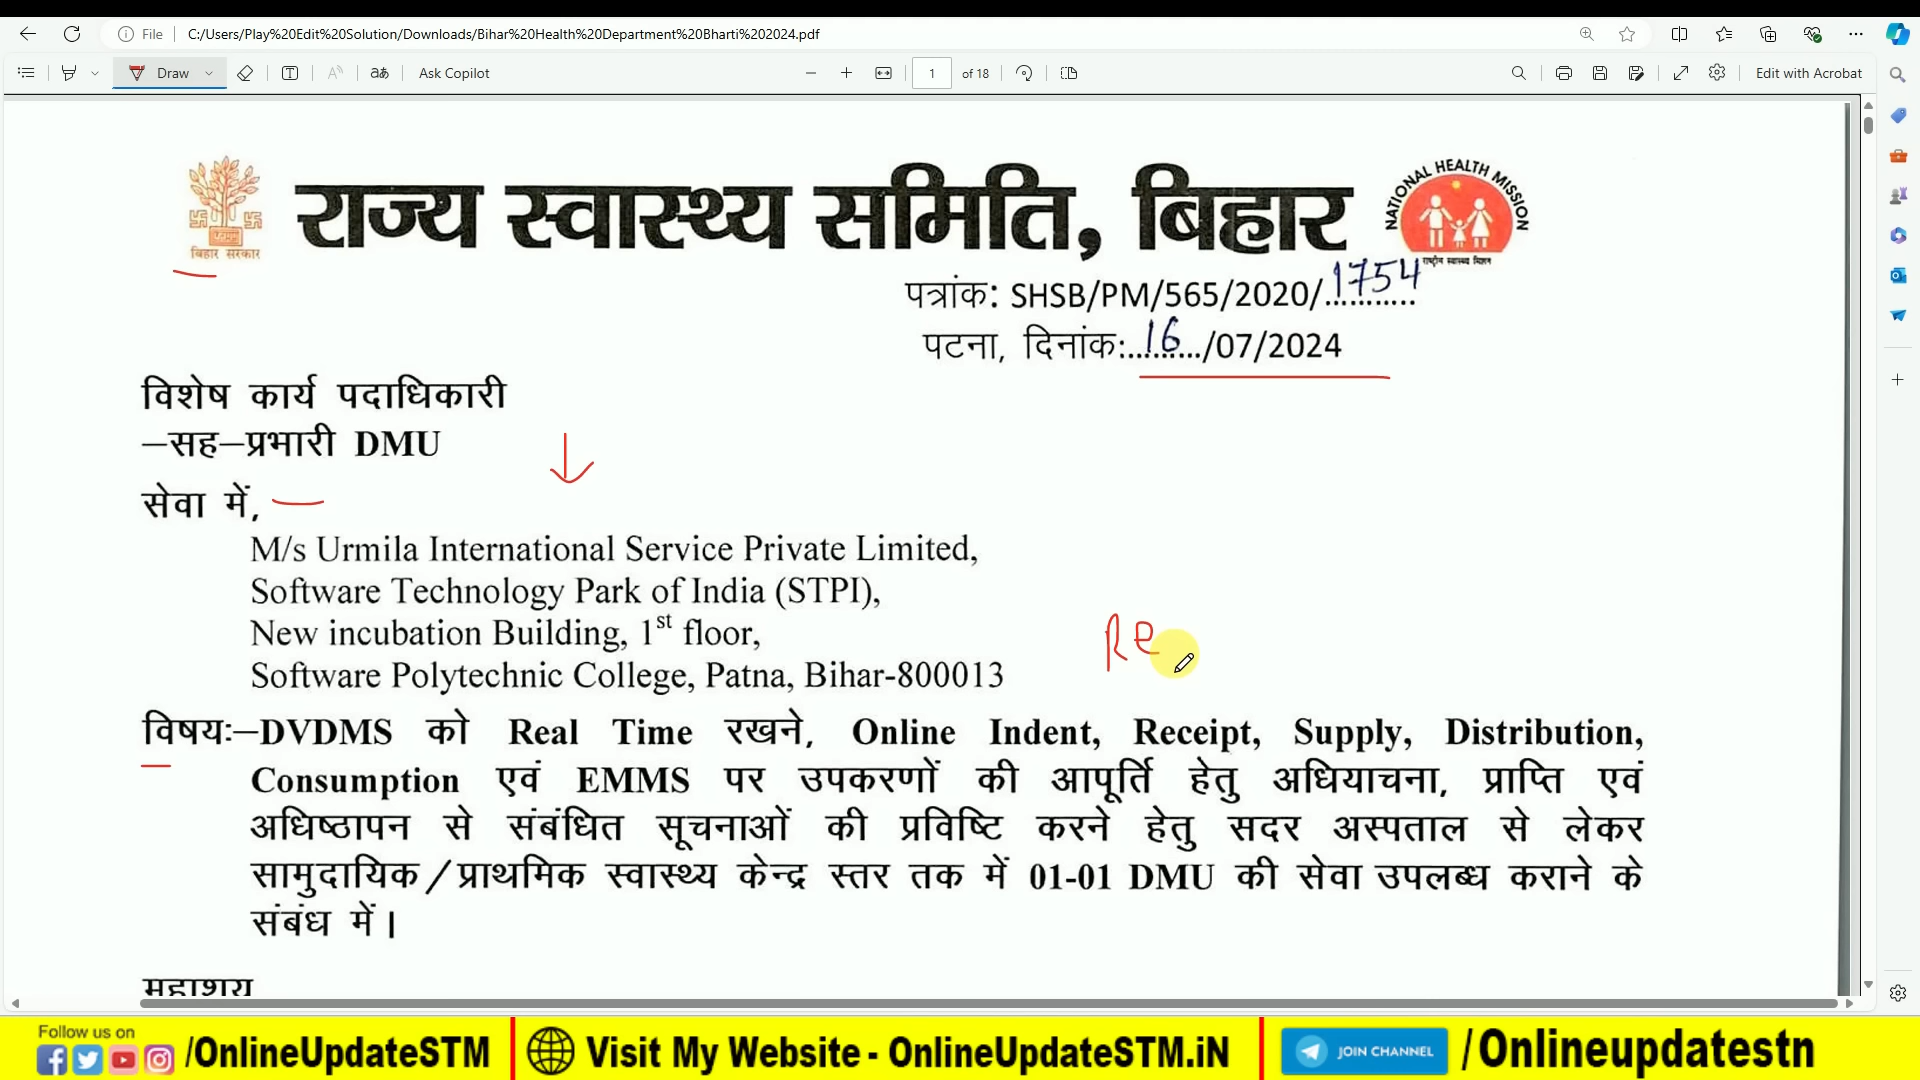 File C:/Users/Play%20Edit%20Solution/Downloads/Bihar%20Health%20Department%20Bharti%202024.pdf
Draw Ask Copilot 1 of 18 Edit with Acrobat
बिहार सरकार
राज्य स्वास्थ्य समिति, बिहार
NATIONAL HEALTH MISSION
राष्ट्रीय स्वास्थ्य मिशन
पत्रांक: SHSB/PM/565/2020/...1754...
पटना, दिनांक:...16.../07/2024
विशेष कार्य पदाधिकारी
–सह–प्रभारी DMU
सेवा में,
M/s Urmila International Service Private Limited,
Software Technology Park of India (STPI),
New incubation Building, 1st floor,
Re
Software Polytechnic College, Patna, Bihar-800013
विषयः–DVDMS को Real Time रखने, Online Indent, Receipt, Supply, Distribution,
Consumption एवं EMMS पर उपकरणों की आपूर्ति हेतु अधियाचना, प्राप्ति एवं
अधिष्ठापन से संबंधित सूचनाओं की प्रविष्टि करने हेतु सदर अस्पताल से लेकर
सामुदायिक/प्राथमिक स्वास्थ्य केन्द्र स्तर तक में 01-01 DMU की सेवा उपलब्ध कराने के
संबंध में।
महाशय
Follow us on
/OnlineUpdateSTM
Visit My Website - OnlineUpdateSTM.iN
JOIN CHANNEL /Onlineupdatestn